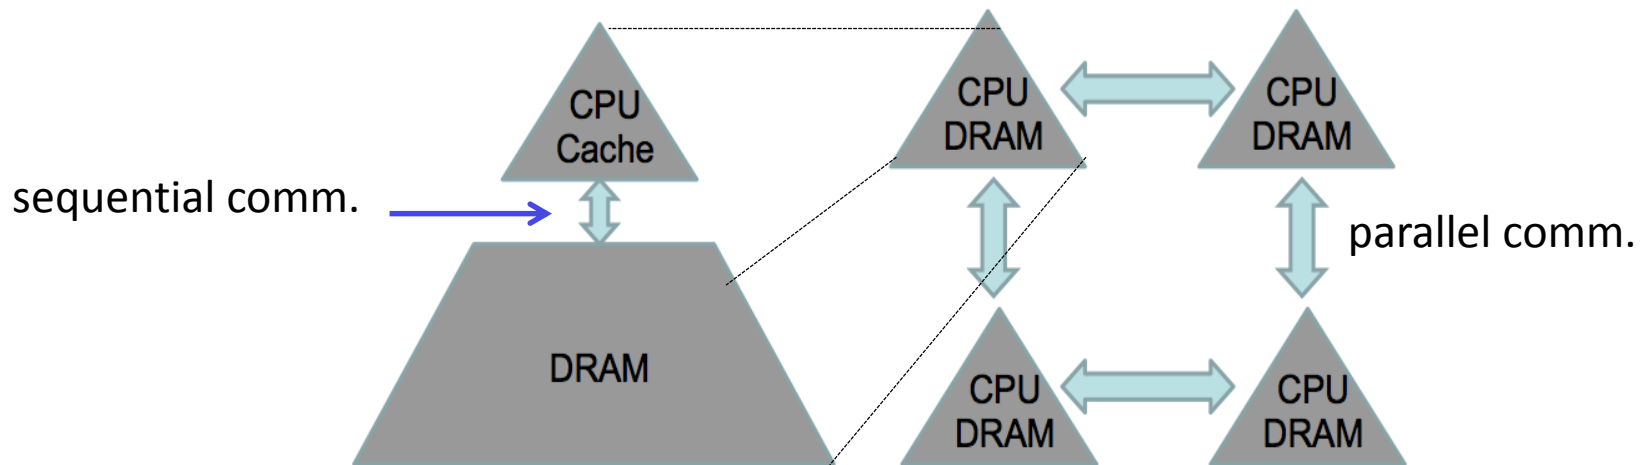 CPU
Cache
sequential comm.
DRAM
CPU
DRAM
CPU
DRAM
parallel comm.
CPU
DRAM
CPU
DRAM